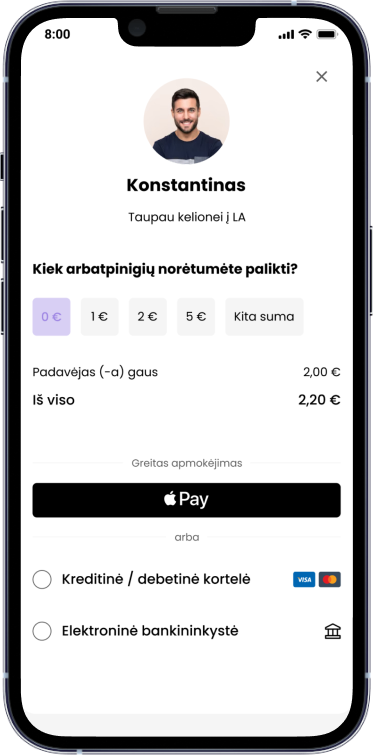 8:00
Konstantinas
Taupau kelionei į LA
Kiek arbatpinigių norėtumėte palikti?
0 € 1 € 2 € 5 € Kita suma
Padavėjas (-a) gaus 2,00 €
Iš viso 2,20 €
Greitas apmokėjimas
Pay
arba
Kreditinė / debetinė kortelė VISA
Elektroninė bankininkystė